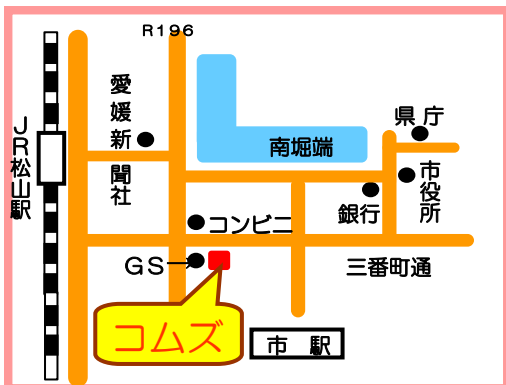 R196
愛媛新
聞社
JR松山駅
南堀端
県庁
市役所
銀行
コンビニ
GS
三番町通
コムズ
市駅